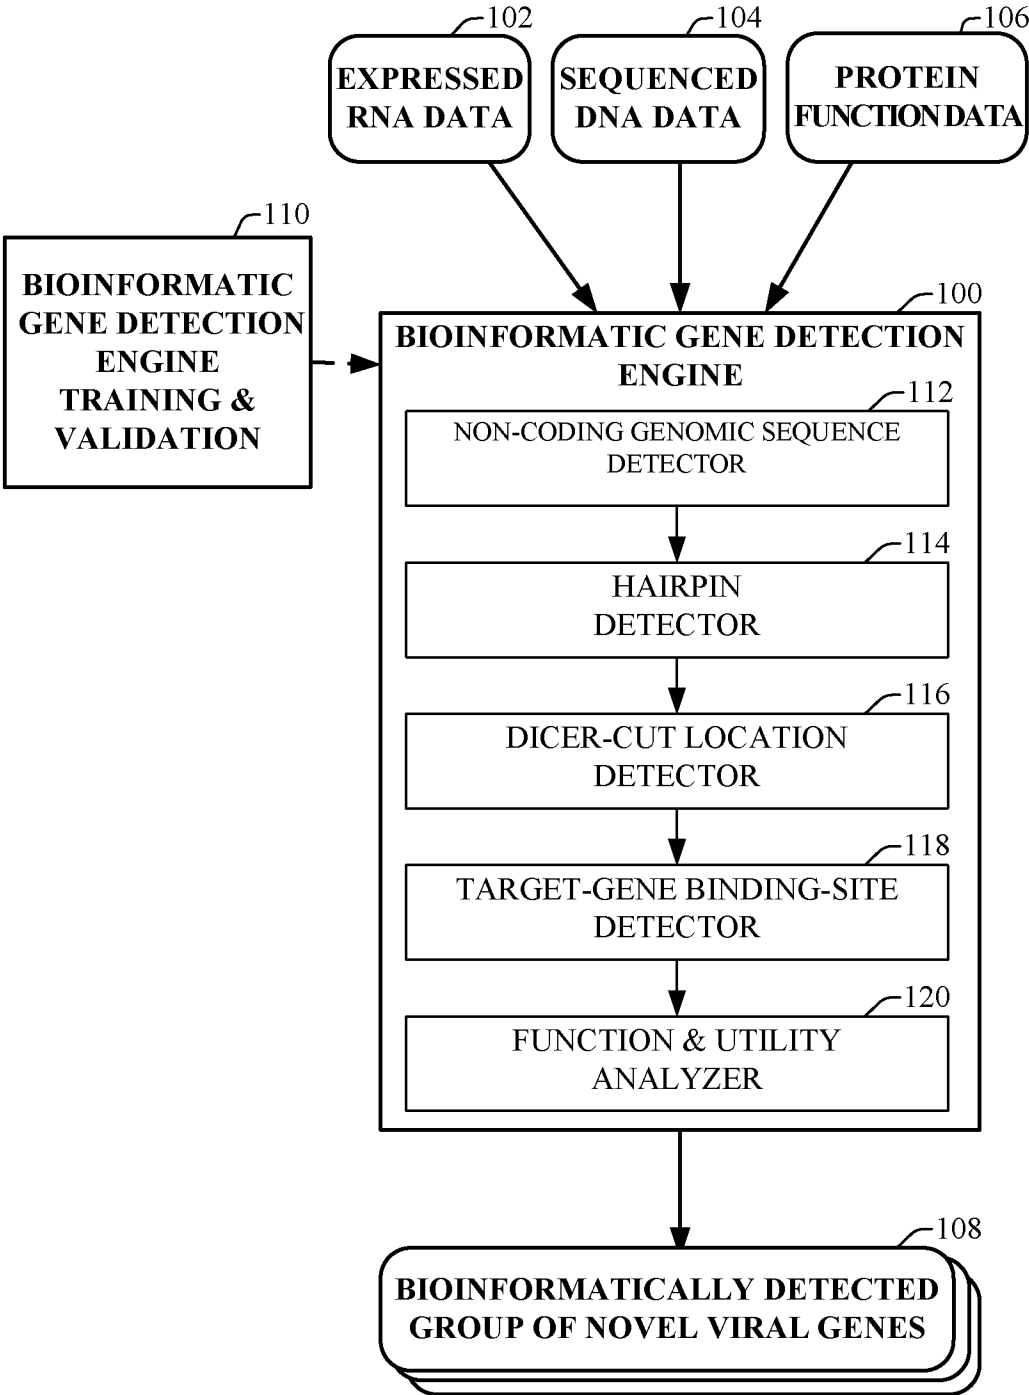 102
104
106
EXPRESSED
RNA DATA
SEQUENCED
DNA DATA
PROTEIN
FUNCTION DATA
110
BIOINFORMATIC
GENE DETECTION
ENGINE
TRAINING &
VALIDATION
100
BIOINFORMATIC GENE DETECTION
ENGINE
112
NON-CODING GENOMIC SEQUENCE
DETECTOR
114
HAIRPIN
DETECTOR
116
DICER-CUT LOCATION
DETECTOR
118
TARGET-GENE BINDING-SITE
DETECTOR
120
FUNCTION & UTILITY
ANALYZER
108
BIOINFORMATICALLY DETECTED
GROUP OF NOVEL VIRAL GENES